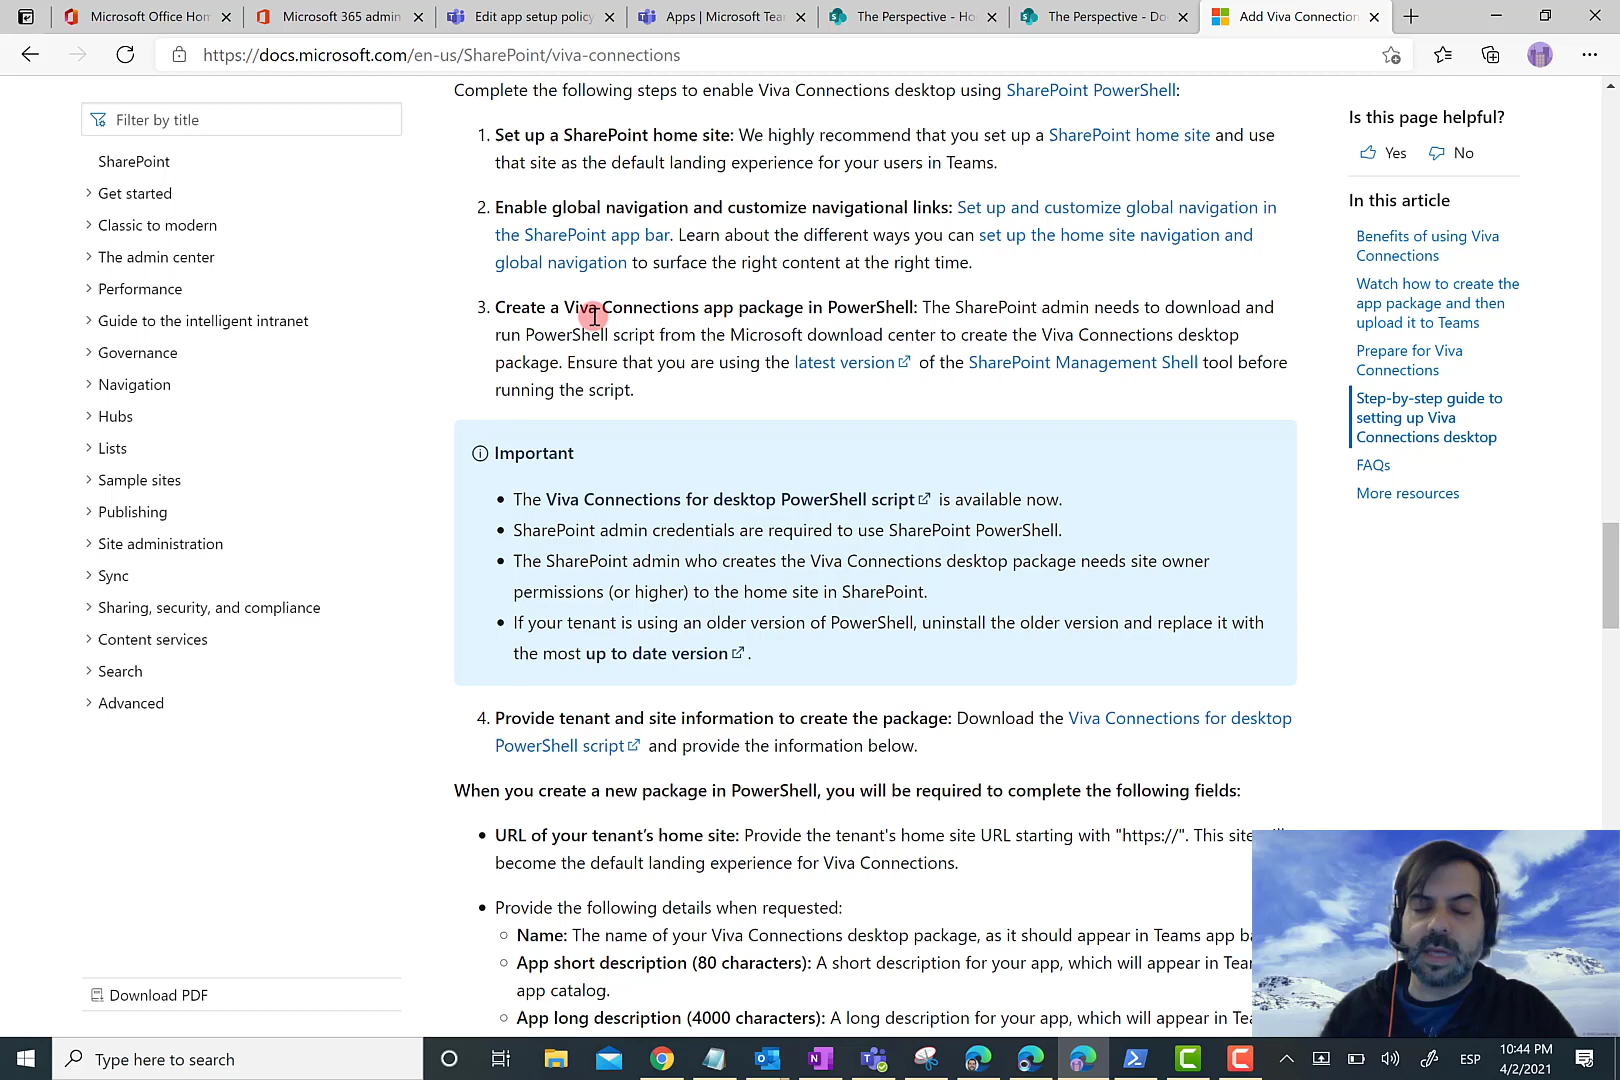 Microsoft Office Hom
Microsoft 365 admin
Edit app setup policy
Apps | Microsoft Tea
The Perspective - Ho
The Perspective - Do
Add Viva Connection
https://docs.microsoft.com/en-us/SharePoint/viva-connections
Filter by title
SharePoint
Get started
Classic to modern
The admin center
Performance
Guide to the intelligent intranet
Governance
Navigation
Hubs
Lists
Sample sites
Publishing
Site administration
Sync
Sharing, security, and compliance
Content services
Search
Advanced
Download PDF
Complete the following steps to enable Viva Connections desktop using SharePoint PowerShell:
1. Set up a SharePoint home site: We highly recommend that you set up a SharePoint home site and use
that site as the default landing experience for your users in Teams.
2. Enable global navigation and customize navigational links: Set up and customize global navigation in
the SharePoint app bar. Learn about the different ways you can set up the home site navigation and
global navigation to surface the right content at the right time.
3. Create a Viva Connections app package in PowerShell: The SharePoint admin needs to download and
run PowerShell script from the Microsoft download center to create the Viva Connections desktop
package. Ensure that you are using the latest version of the SharePoint Management Shell tool before
running the script.
Important
• The Viva Connections for desktop PowerShell script is available now.
• SharePoint admin credentials are required to use SharePoint PowerShell.
• The SharePoint admin who creates the Viva Connections desktop package needs site owner
permissions (or higher) to the home site in SharePoint.
• If your tenant is using an older version of PowerShell, uninstall the older version and replace it with
the most up to date version .
4. Provide tenant and site information to create the package: Download the Viva Connections for desktop
PowerShell script and provide the information below.
When you create a new package in PowerShell, you will be required to complete the following fields:
• URL of your tenant's home site: Provide the tenant's home site URL starting with "https://". This site
become the default landing experience for Viva Connections.
• Provide the following details when requested:
Name: The name of your Viva Connections desktop package, as it should appear in Teams app ba
App short description (80 characters): A short description for your app, which will appear in Tea
app catalog.
App long description (4000 characters): A long description for your app, which will appear in Te
Is this page helpful?
Yes No
In this article
Benefits of using Viva
Connections
Watch how to create the
app package and then
upload it to Teams
Prepare for Viva
Connections
Step-by-step guide to
setting up Viva
Connections desktop
FAQs
More resources
Type here to search
ESP
10:44 PM
4/2/2021